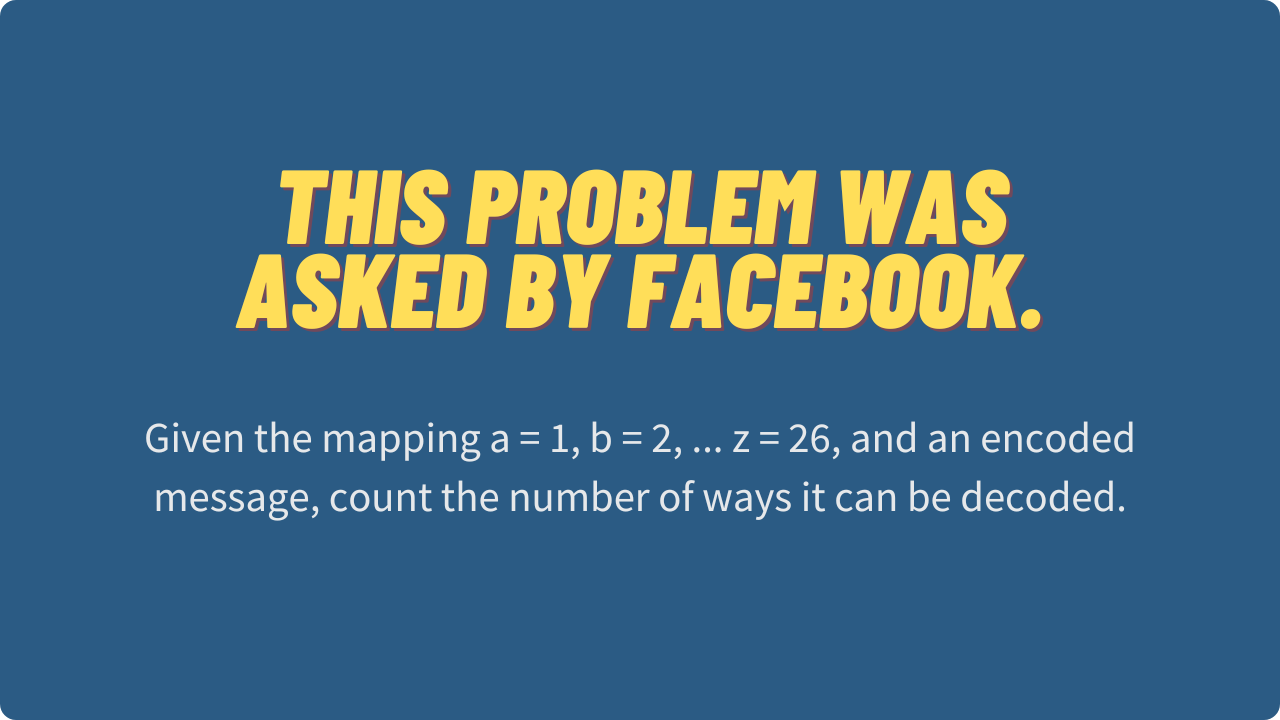 THIS PROBLEM WAS
ASKED BY FACEBOOK.
Given the mapping a = 1, b = 2, ... z = 26, and an encoded
message, count the number of ways it can be decoded.